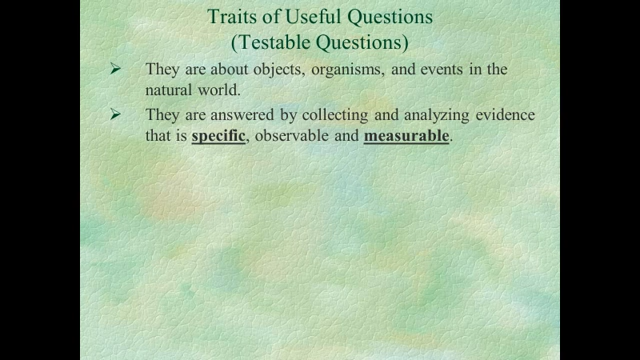 Traits of Useful Questions
(Testable Questions)
➢ They are about objects, organisms, and events in the
natural world.
➢ They are answered by collecting and analyzing evidence
that is specific, observable and measurable.